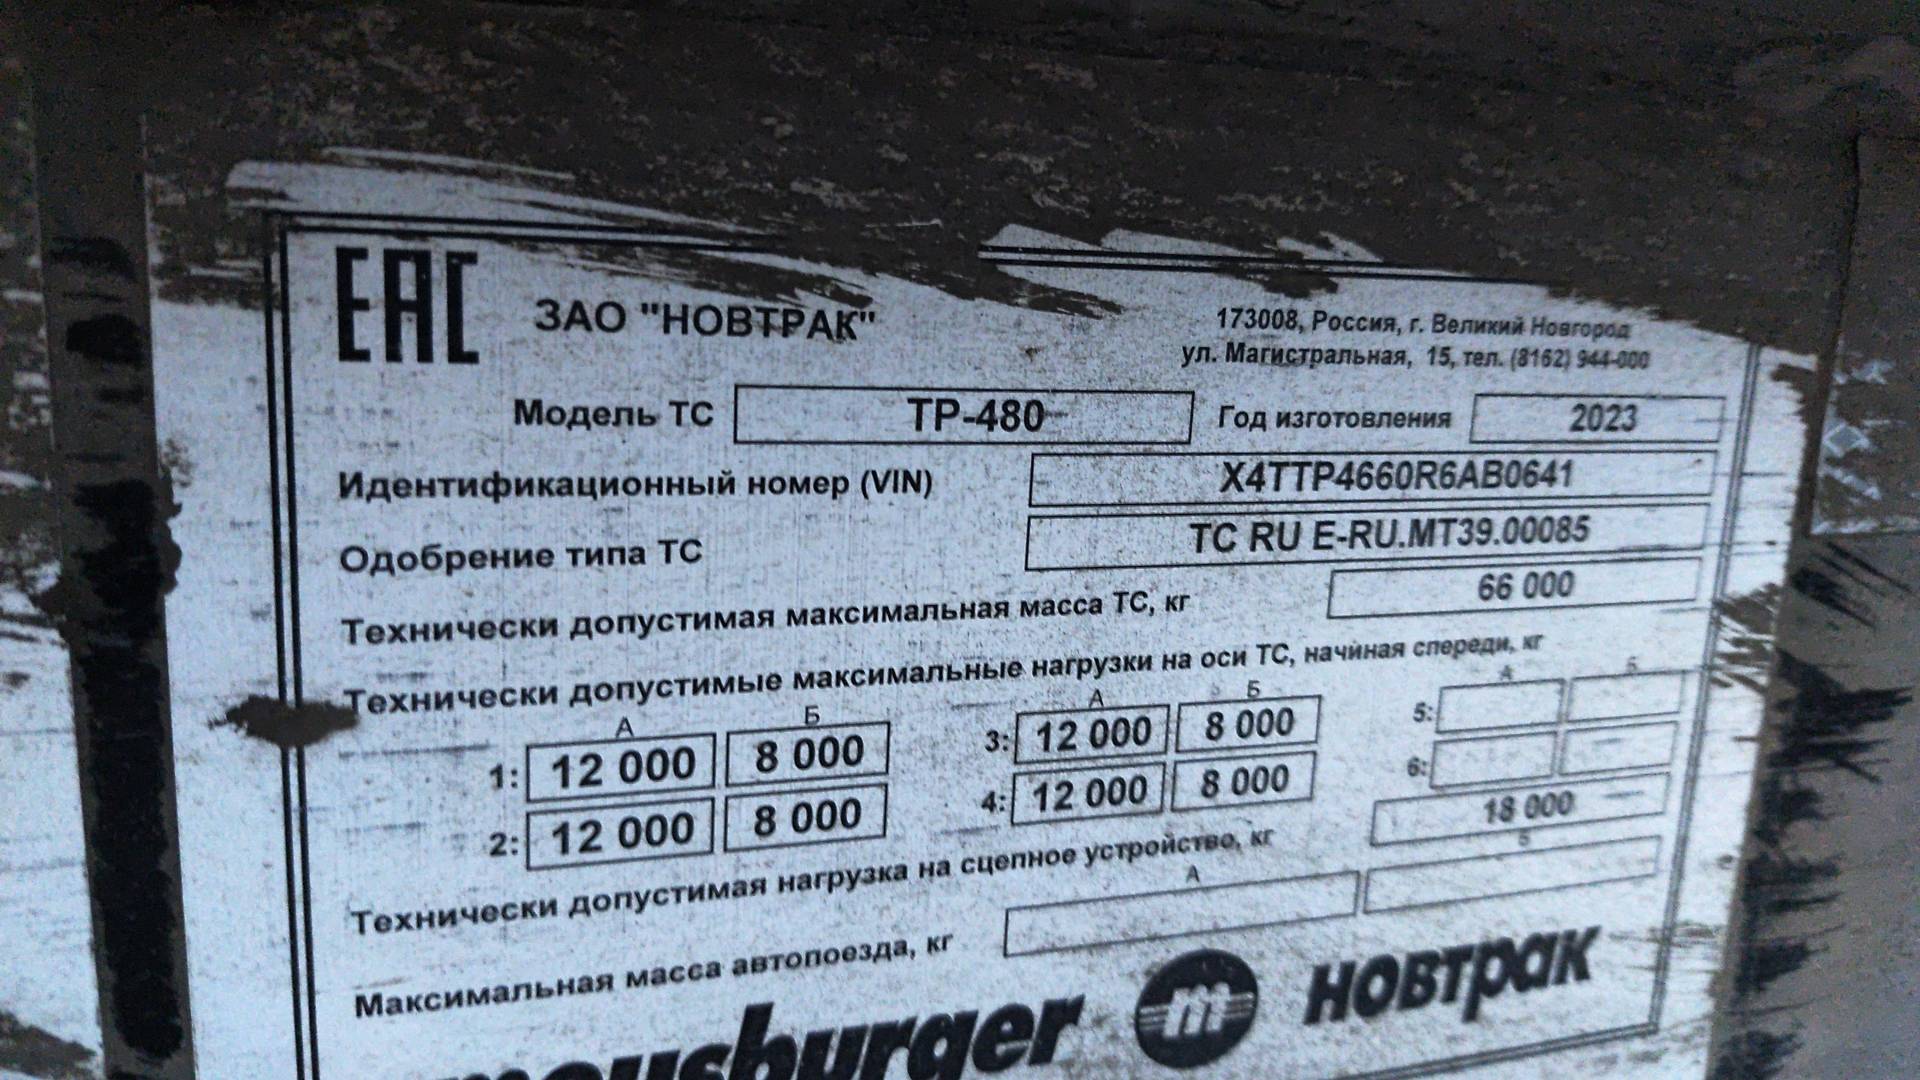 EAC ЗАО "НОВТРАК"
173008, Россия, г. Великий Новгород
ул. Магистральная, 15, тел. (8162) 944-000
Модель ТС ТР-480 Год изготовления 2023
Идентификационный номер (VIN) X4TTP4660R6AB0641
Одобрение типа ТС ТС RU E-RU.MT39.00085
Технически допустимая максимальная масса ТС, кг 66 000
Технически допустимые максимальные нагрузки на оси ТС, начиная спереди, кг
А Б А Б А Б
1: 12 000 8 000 3: 12 000 8 000 5:
2: 12 000 8 000 4: 12 000 8 000 6:
Технически допустимая нагрузка на сцепное устройство, кг 18 000
А Б
Максимальная масса автопоезда, кг
meusburger m новтрак